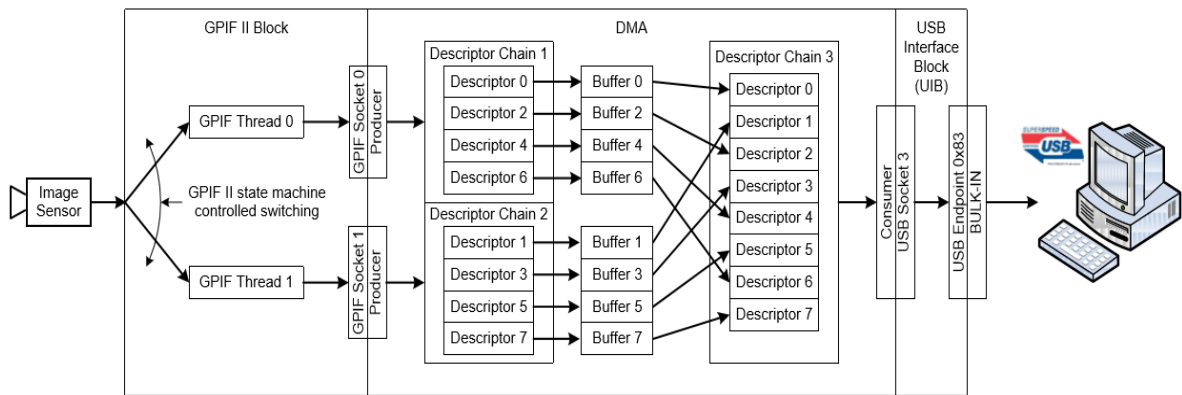 GPIF II Block
DMA
USB
Interface
Block
(UIB)
Image
Sensor
GPIF Thread 0
GPIF II state machine
controlled switching
GPIF Thread 1
GPIF Socket 0
Producer
GPIF Socket 1
Producer
Descriptor Chain 1
Descriptor 0
Descriptor 2
Descriptor 4
Descriptor 6
Descriptor Chain 2
Descriptor 1
Descriptor 3
Descriptor 5
Descriptor 7
Buffer 0
Buffer 2
Buffer 4
Buffer 6
Buffer 1
Buffer 3
Buffer 5
Buffer 7
Descriptor Chain 3
Descriptor 0
Descriptor 1
Descriptor 2
Descriptor 3
Descriptor 4
Descriptor 5
Descriptor 6
Descriptor 7
Consumer
USB Socket 3
USB Endpoint 0x83
BULK-IN
SUPERSPEED
USB